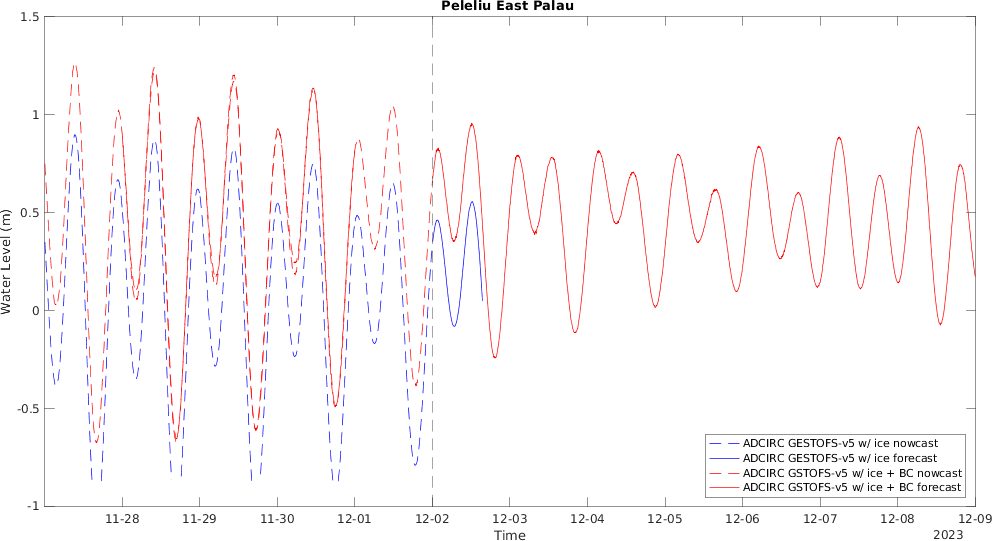 Peleliu East Palau
Water Level (m)
1.5
1
0.5
0
-0.5
-1
11-28
11-29
11-30
12-01
12-02
12-03
12-04
12-05
12-06
12-07
12-08
12-09
Time
2023
ADCIRC GESTOFS-v5 w/ ice nowcast
ADCIRC GESTOFS-v5 w/ ice forecast
ADCIRC GSTOFS-v5 w/ ice + BC nowcast
ADCIRC GSTOFS-v5 w/ ice + BC forecast